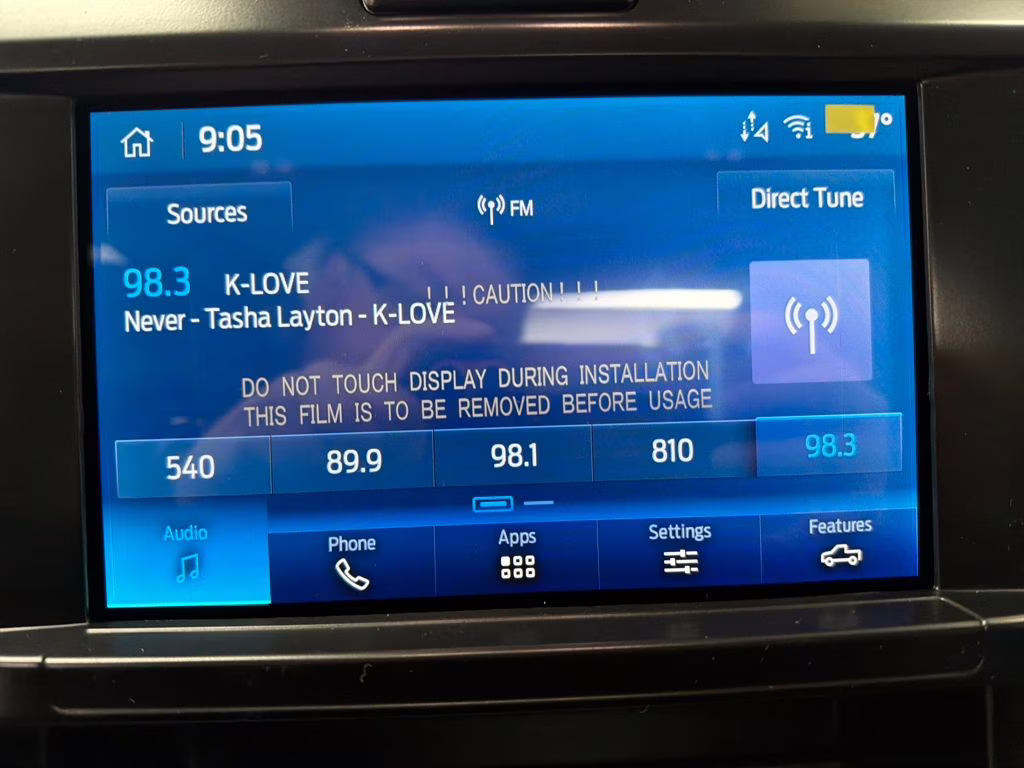 9:05
Sources
FM
Direct Tune
98.3 K-LOVE
Never - Tasha Layton - K-LOVE
! ! ! CAUTION ! ! !
DO NOT TOUCH DISPLAY DURING INSTALLATION
THIS FILM IS TO BE REMOVED BEFORE USAGE
540 89.9 98.1 810 98.3
Audio Phone Apps Settings Features